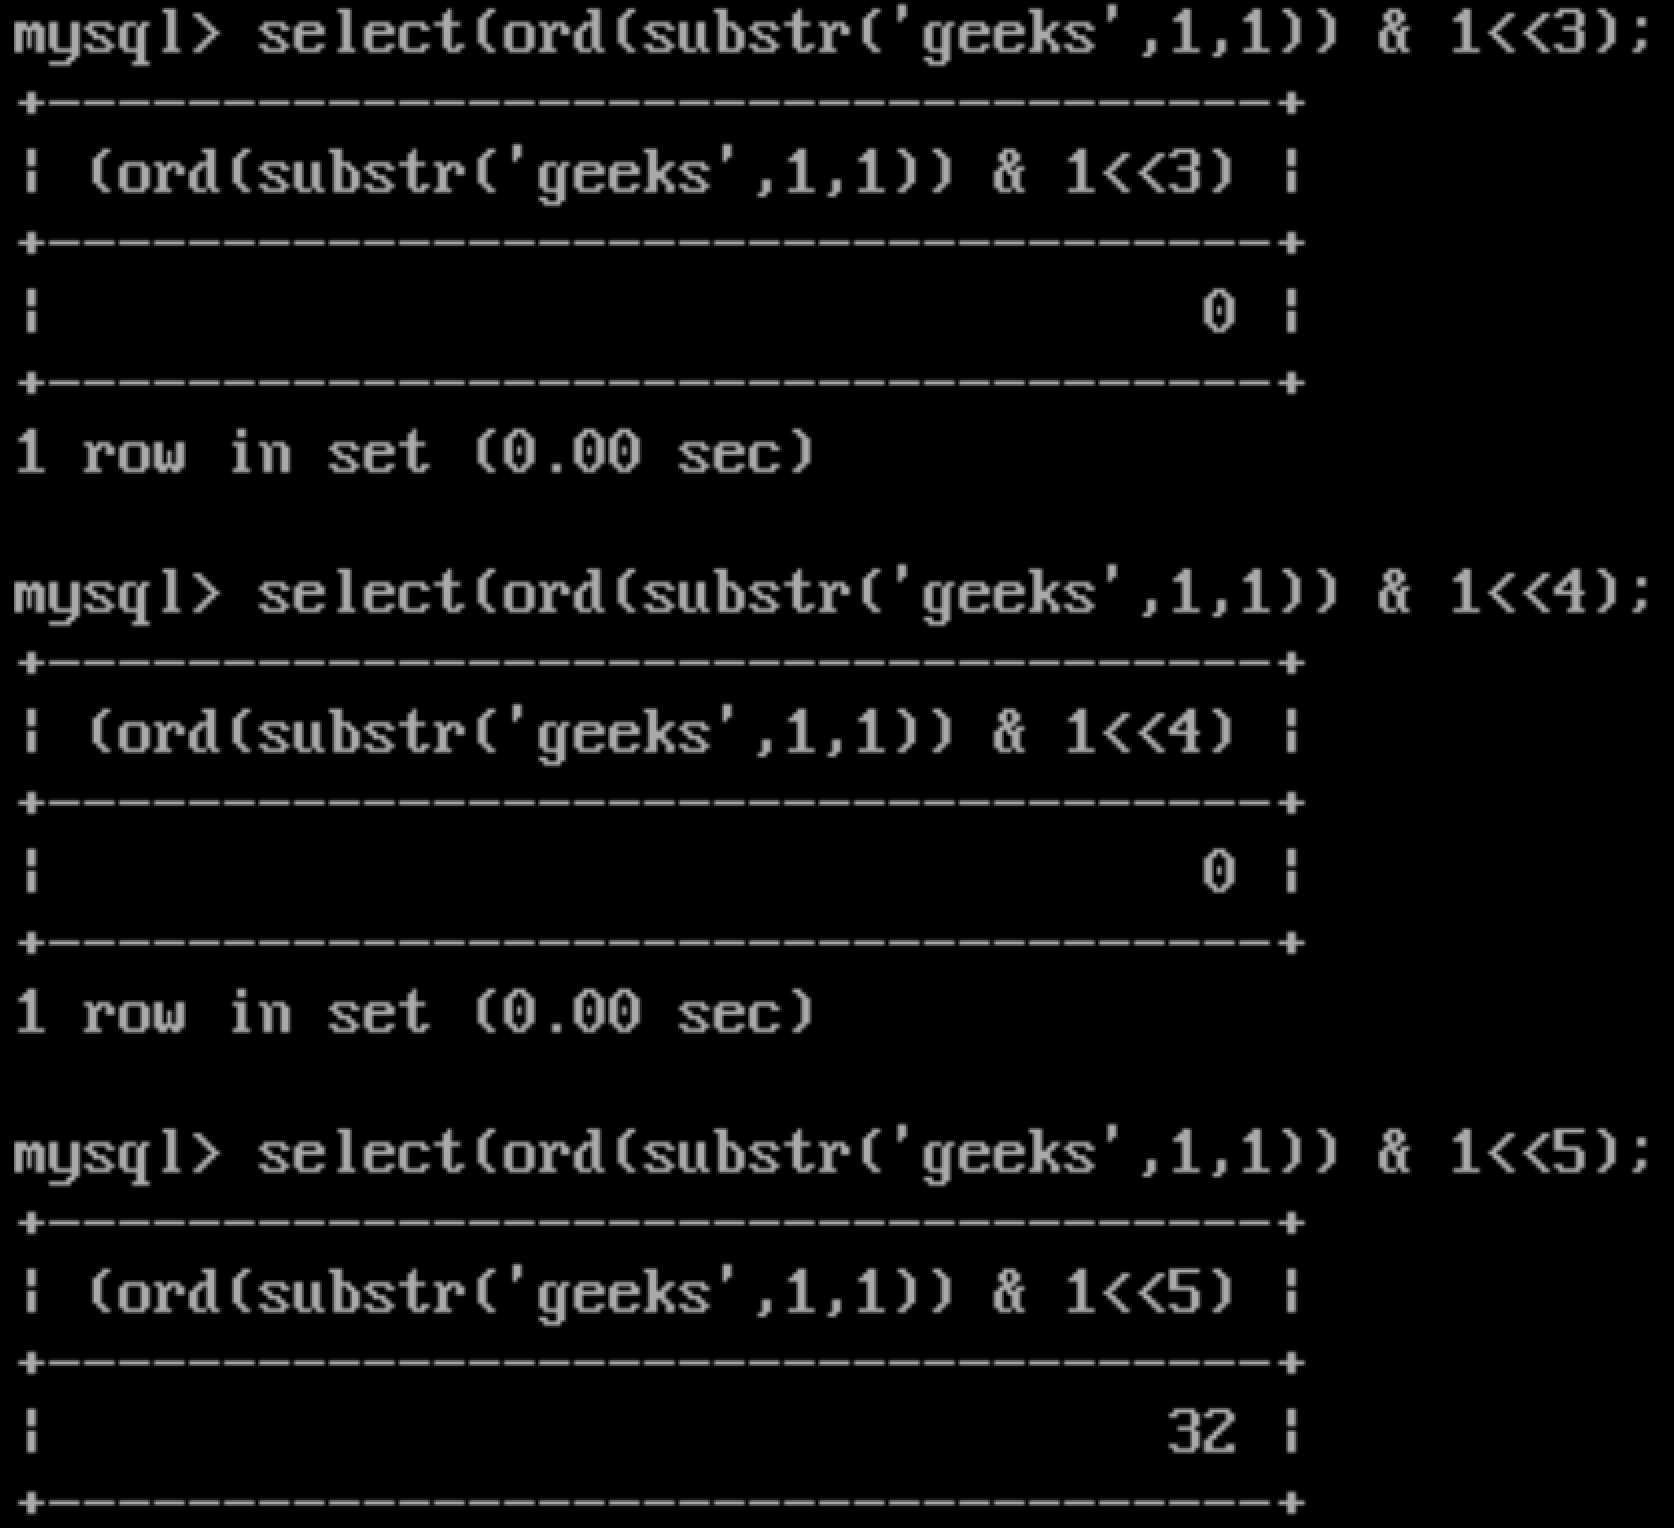 mysql> select(ord(substr('geeks',1,1)) & 1<<3);
+------------------------------------+
| (ord(substr('geeks',1,1)) & 1<<3) |
+------------------------------------+
| 0 |
+------------------------------------+
1 row in set (0.00 sec)
mysql> select(ord(substr('geeks',1,1)) & 1<<4);
+------------------------------------+
| (ord(substr('geeks',1,1)) & 1<<4) |
+------------------------------------+
| 0 |
+------------------------------------+
1 row in set (0.00 sec)
mysql> select(ord(substr('geeks',1,1)) & 1<<5);
+------------------------------------+
| (ord(substr('geeks',1,1)) & 1<<5) |
+------------------------------------+
| 32 |
+------------------------------------+